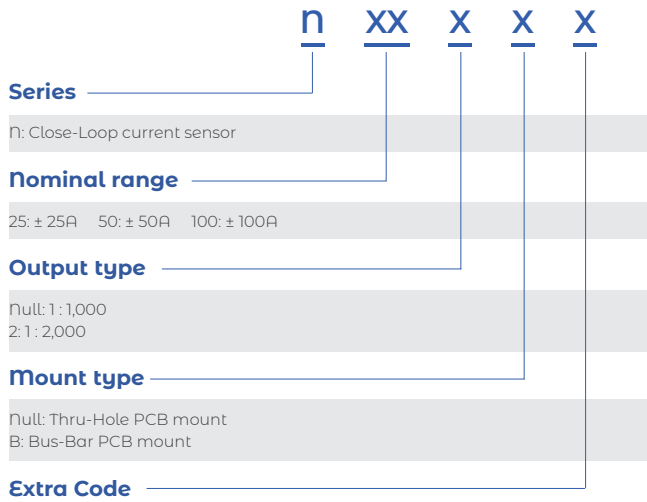 n xx x x x
Series
N: Close-Loop current sensor
Nominal range
25: ± 25A 50: ± 50A 100: ± 100A
Output type
Null: 1 : 1,000
2: 1 : 2,000
Mount type
Null: Thru-Hole PCB mount
B: Bus-Bar PCB mount
Extra Code